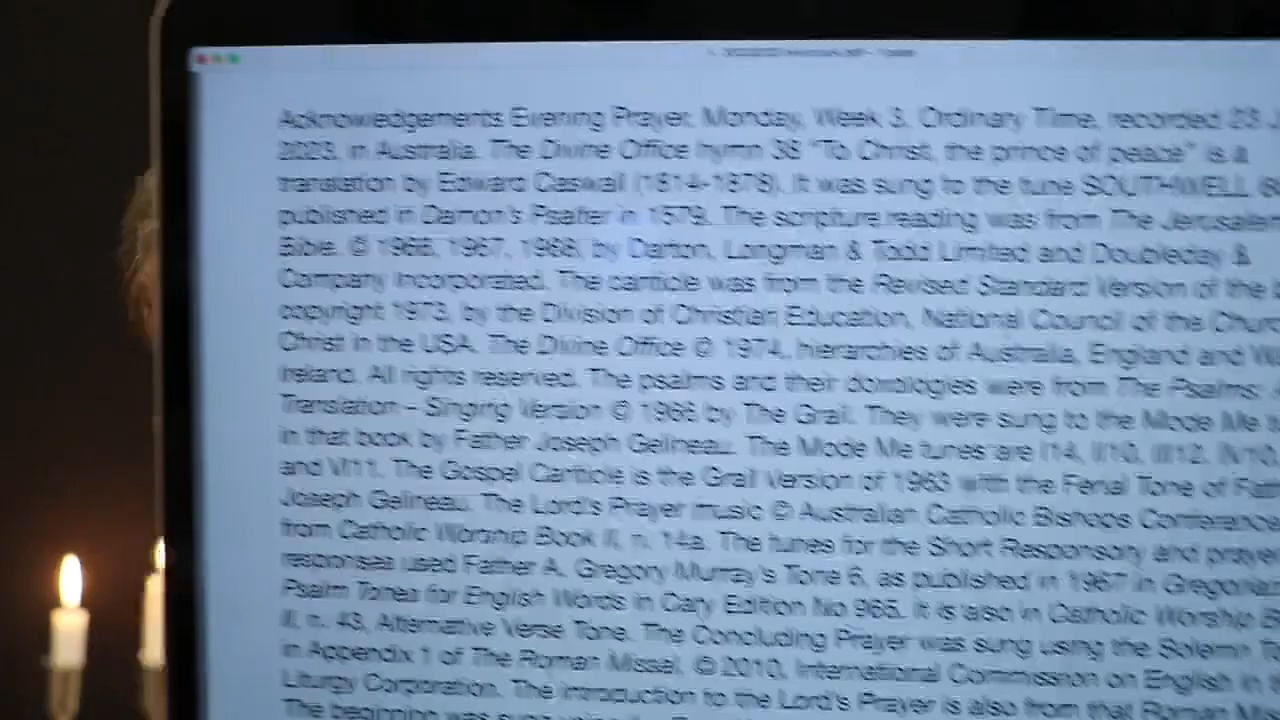 Acknowledgements Evening Prayer, Monday, Week 3, Ordinary Time, recorded 23
2023, in Australia. The Divine Office hymn 38 "To Christ, the prince of peace" is a
translation by Edward Caswall (1814-1878). It was sung to the tune SOUTHWELL
published in Damon's Psalter in 1579. The scripture reading was from The Jerusalem
Bible. © 1966, 1967, 1968, by Darton, Longman & Todd Limited and Doubleday &
Company Incorporated. The canticle was from the Revised Standard Version of the
copyright 1973, by the Division of Christian Education, National Council of the
Christ in the USA. The Divine Office © 1974, hierarchies of Australia, England and
Ireland. All rights reserved. The psalms and their doxologies were from The Psalms:
Translation – Singing Version © 1966 by The Grail. They were sung to the Mode Me
in that book by Father Joseph Gelineau. The Mode Me tunes are I14, II10, III12, IV10,
and VI11. The Gospel Canticle is the Grail Version of 1963 with the Ferial Tone of
Joseph Gelineau. The Lord's Prayer music © Australian Catholic Bishops Conference
from Catholic Worship Book II, n. 14a. The tunes for the Short Responsory and
responses used Father A. Gregory Murray's Tone 6, as published in 1967 in
Psalm Tones for English Words in Cary Edition No 965. It is also in Catholic Worship
II, n. 43, Alternative Verse Tone. The Concluding Prayer was sung using the Solemn
in Appendix 1 of The Roman Missal, © 2010, International Commission on English in
Liturgy Corporation. The introduction to the Lord's Prayer is also from that Roman
The beginning was sung